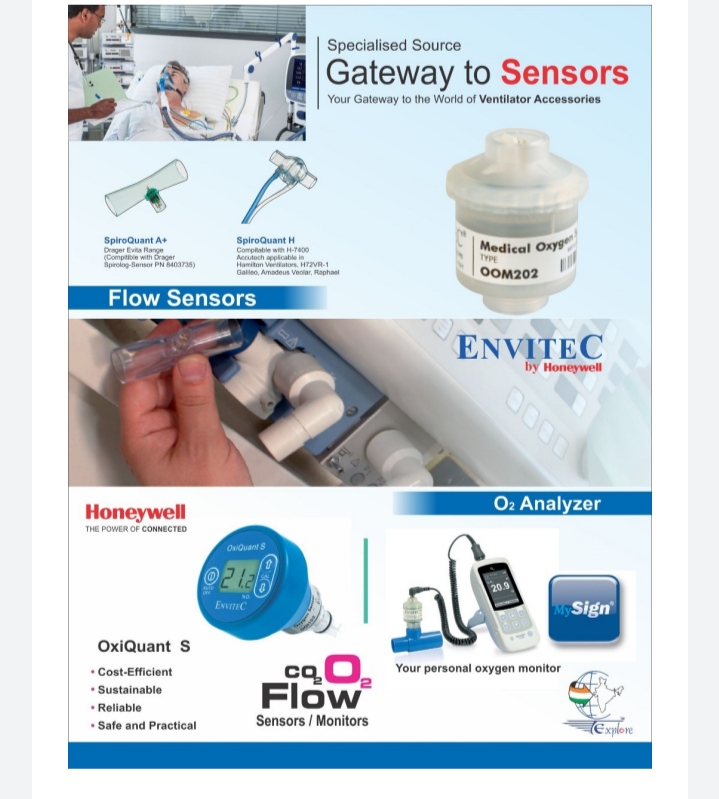 Specialised Source
Gateway to Sensors
Your Gateway to the World of Ventilator Accessories
Medical Oxygen
TYPE
OOM202
SpiroQuant A+
Drager Evita Range
(Compitible with Drager
Spirolog-Sensor PN 8403735)
SpiroQuant H
Compitable with H-7400
Accutech applicable in
Hamilton Ventilators, H72VR-1
Galileo, Amadeus Veolar, Raphael
Flow Sensors
ENVITEC
by Honeywell
O2 Analyzer
Honeywell
THE POWER OF CONNECTED
OxiQuant S
21.2
ENVITEC
20.9
MySign®
OxiQuant S
• Cost-Efficient
• Sustainable
• Reliable
• Safe and Practical
CO2 O2
Flow
Sensors / Monitors
Your personal oxygen monitor
Explore